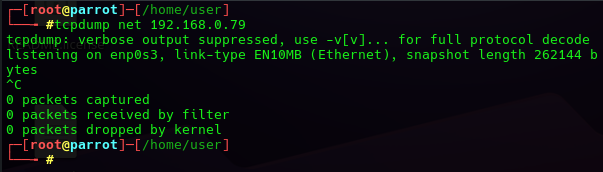 ┌─[root@parrot]─[/home/user]
└──╼ #tcpdump net 192.168.0.79
tcpdump: verbose output suppressed, use -v[v]... for full protocol decode
listening on enp0s3, link-type EN10MB (Ethernet), snapshot length 262144 b
ytes
^C
0 packets captured
0 packets received by filter
0 packets dropped by kernel
┌─[root@parrot]─[/home/user]
└──╼ #